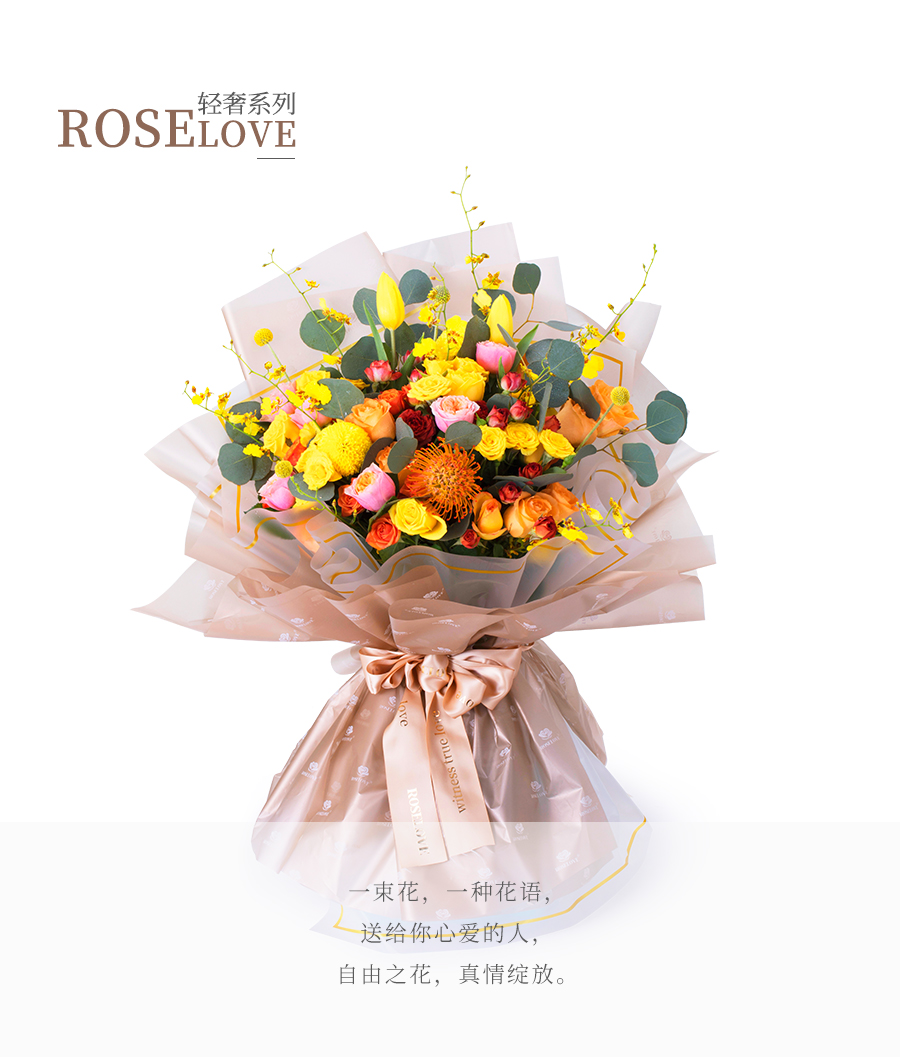 轻奢系列
ROSELOVE
love
witness true love
ROSELOVE
一束花，一种花语，
送给你心爱的人，
自由之花，真情绽放。